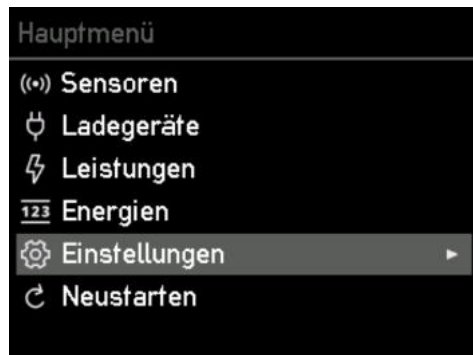 Hauptmenü
Sensoren
Ladegeräte
Leistungen
123 Energien
Einstellungen
Neustarten